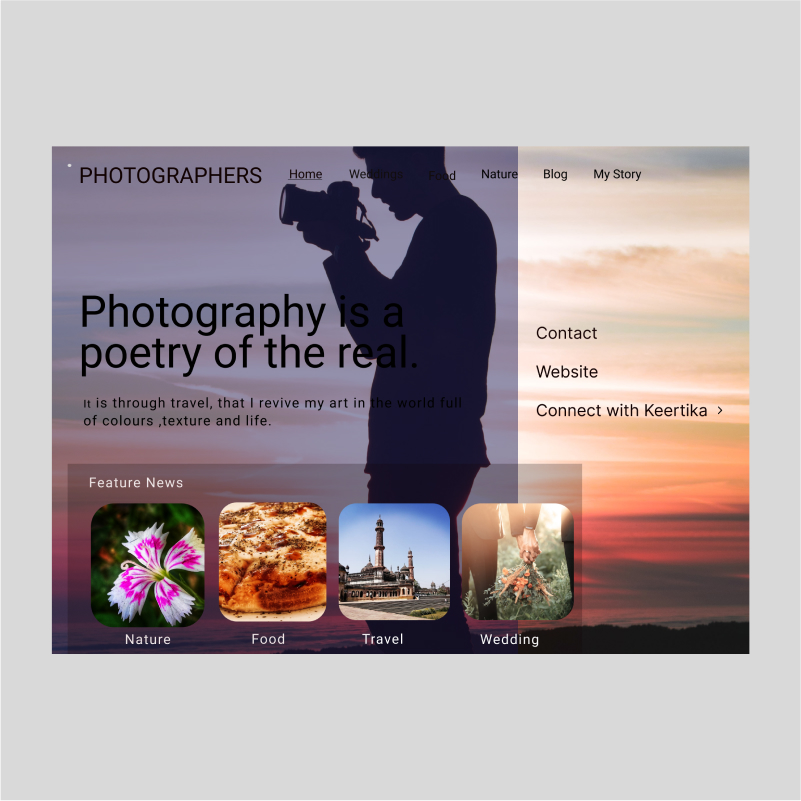 PHOTOGRAPHERS Home Weddings Food Nature Blog My Story
Photography is a
poetry of the real.
It is through travel, that I revive my art in the world full
of colours ,texture and life.
Contact
Website
Connect with Keertika >
Feature News
Nature Food Travel Wedding